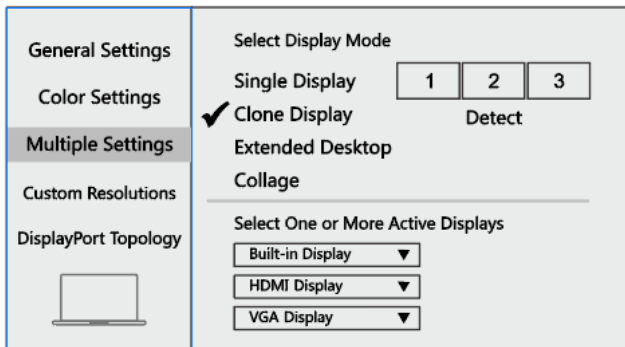 General Settings
Color Settings
Multiple Settings
Custom Resolutions
DisplayPort Topology
Select Display Mode
Single Display
Clone Display
Extended Desktop
Collage
1 2 3
Detect
Select One or More Active Displays
Built-in Display
HDMI Display
VGA Display